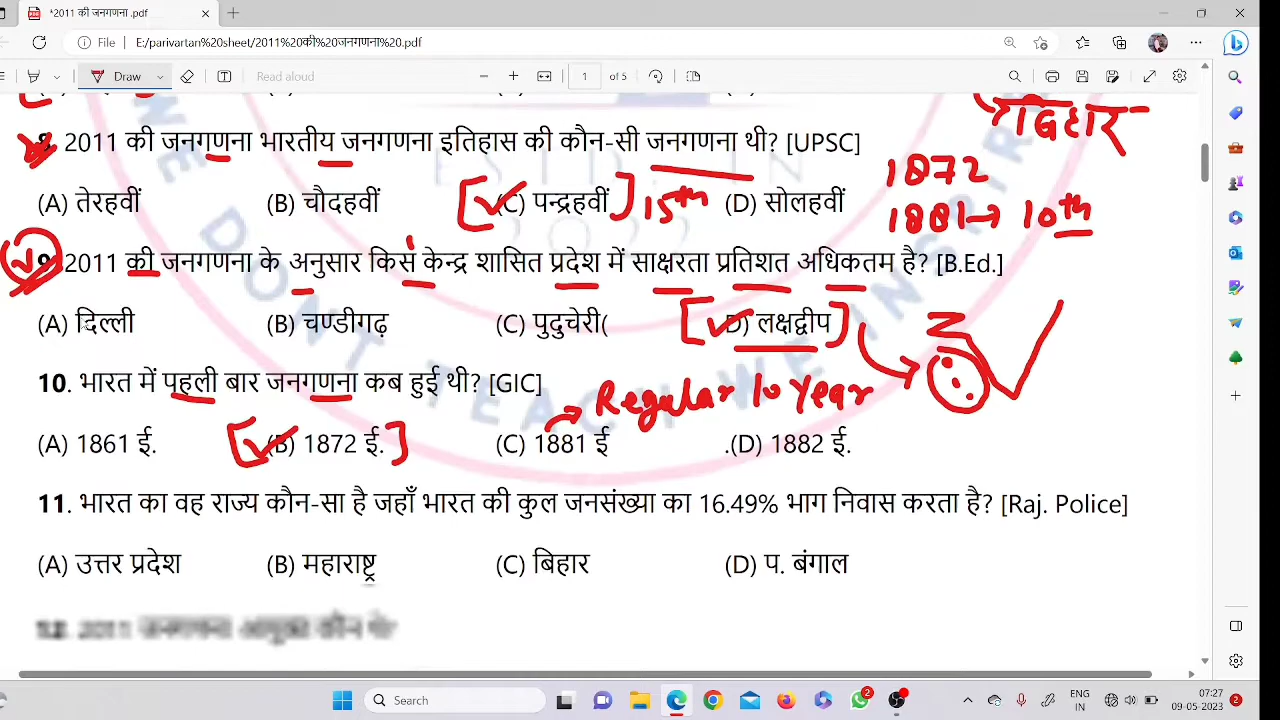 *2011 की जनगणना .pdf
File E:/parivartan%20sheet/2011%20की%20जनगणना%20.pdf
Draw Read aloud 1 of 5
बिहार
8. 2011 की जनगणना भारतीय जनगणना इतिहास की कौन-सी जनगणना थी? [UPSC]
1872
(A) तेरहवीं (B) चौदहवीं (C) पन्द्रहवीं 15th (D) सोलहवीं
1881→ 10th
9. 2011 की जनगणना के अनुसार किस केन्द्र शासित प्रदेश में साक्षरता प्रतिशत अधिकतम है? [B.Ed.]
(A) दिल्ली (B) चण्डीगढ़ (C) पुदुचेरी( (D) लक्षद्वीप
10. भारत में पहली बार जनगणना कब हुई थी? [GIC]
Regular 10 year
(A) 1861 ई. (B) 1872 ई. (C) 1881 ई .(D) 1882 ई.
11. भारत का वह राज्य कौन-सा है जहाँ भारत की कुल जनसंख्या का 16.49% भाग निवास करता है? [Raj. Police]
(A) उत्तर प्रदेश (B) महाराष्ट्र (C) बिहार (D) प. बंगाल
Search 2 ENG IN 07:27 09-05-2023 2